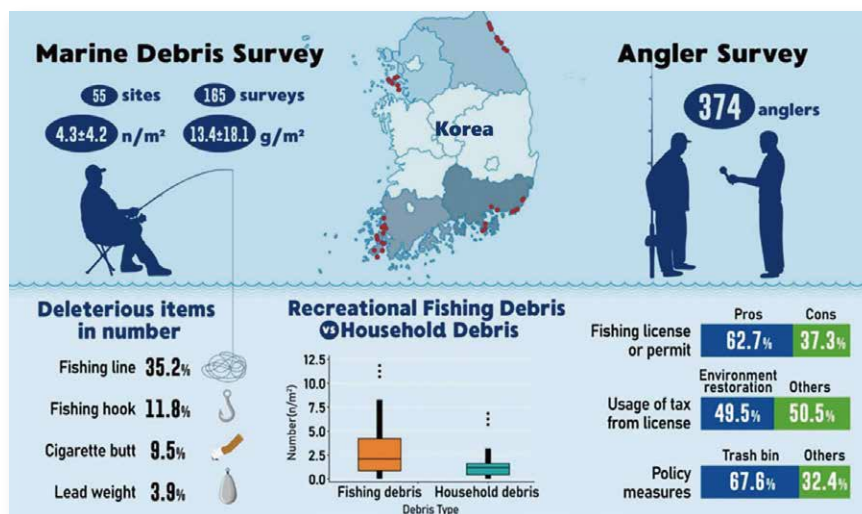 Marine Debris Survey
55 sites 165 surveys
4.3±4.2 n/m² 13.4±18.1 g/m²
Korea
Angler Survey
374 anglers
Deleterious items
in number
Fishing line 35.2%
Fishing hook 11.8%
Cigarette butt 9.5%
Lead weight 3.9%
Recreational Fishing Debris
VS Household Debris
Number(n/m²)
12.5
10.0
7.5
5.0
2.5
0.0
Fishing debris Household debris
Debris Type
Pros Cons
Fishing license
or permit
62.7% 37.3%
Environment
restoration Others
Usage of tax
from license
49.5% 50.5%
Trash bin Others
Policy
measures
67.6% 32.4%